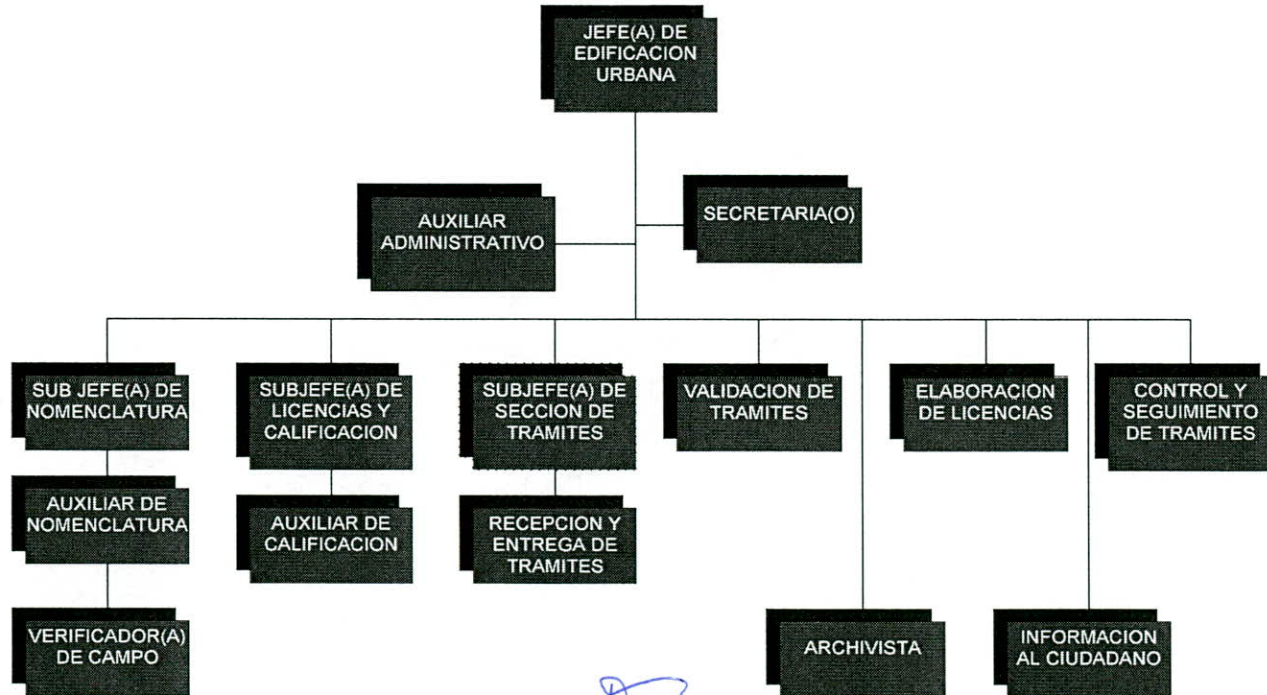 JEFE(A) DE
EDIFICACION
URBANA
AUXILIAR
ADMINISTRATIVO
SECRETARIA(O)
SUB JEFE(A) DE
NOMENCLATURA
SUBJEFE(A) DE
LICENCIAS Y
CALIFICACION
SUBJEFE(A) DE
SECCION DE
TRAMITES
VALIDACION DE
TRAMITES
ELABORACION
DE LICENCIAS
CONTROL Y
SEGUIMIENTO
DE TRAMITES
AUXILIAR DE
NOMENCLATURA
AUXILIAR DE
CALIFICACION
RECEPCION Y
ENTREGA DE
TRAMITES
VERIFICADOR(A)
DE CAMPO
ARCHIVISTA
INFORMACION
AL CIUDADANO